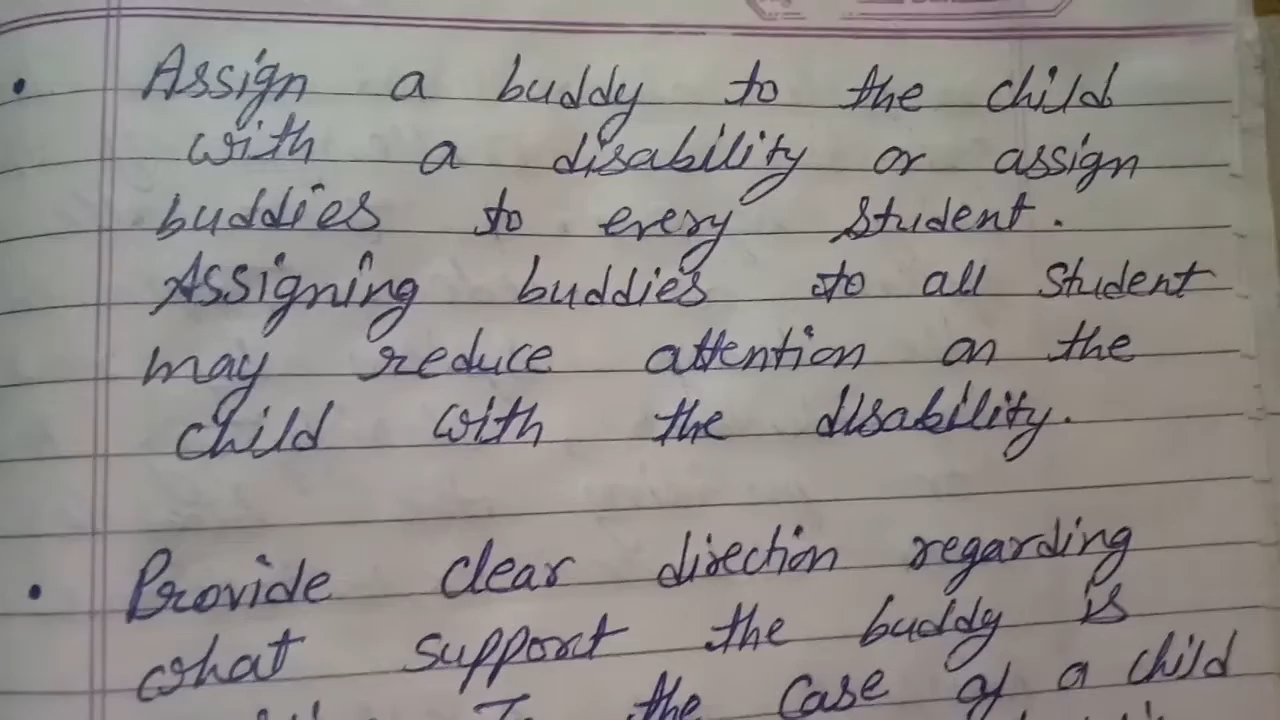 • Assign a buddy to the child
with a disability or assign
buddies to every student.
Assigning buddies to all student
may reduce attention on the
child with the disability.
• Provide clear direction regarding
what support the buddy is
the case of a child